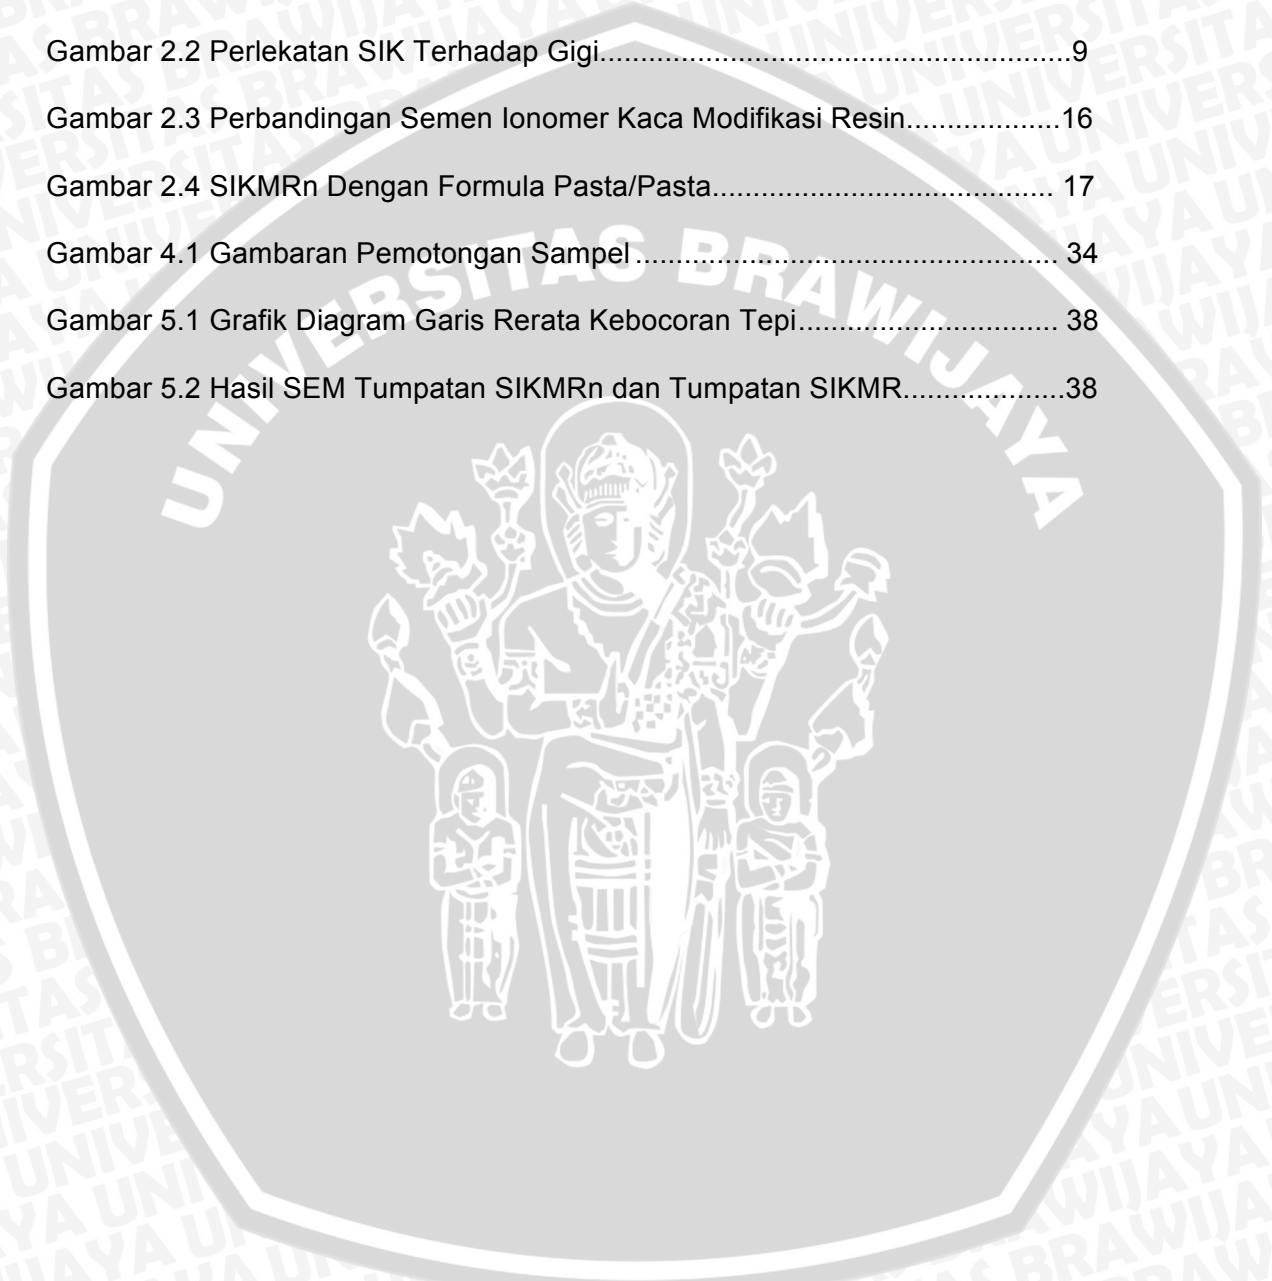 Gambar 2.2 Perlekatan SIK Terhadap Gigi.........................................................9
Gambar 2.3 Perbandingan Semen Ionomer Kaca Modifikasi Resin...................16
Gambar 2.4 SIKMRn Dengan Formula Pasta/Pasta......................................... 17
Gambar 4.1 Gambaran Pemotongan Sampel................................................... 34
Gambar 5.1 Grafik Diagram Garis Rerata Kebocoran Tepi............................... 38
Gambar 5.2 Hasil SEM Tumpatan SIKMRn dan Tumpatan SIKMR...................38
UNIVERSITAS BRAWIJAYA